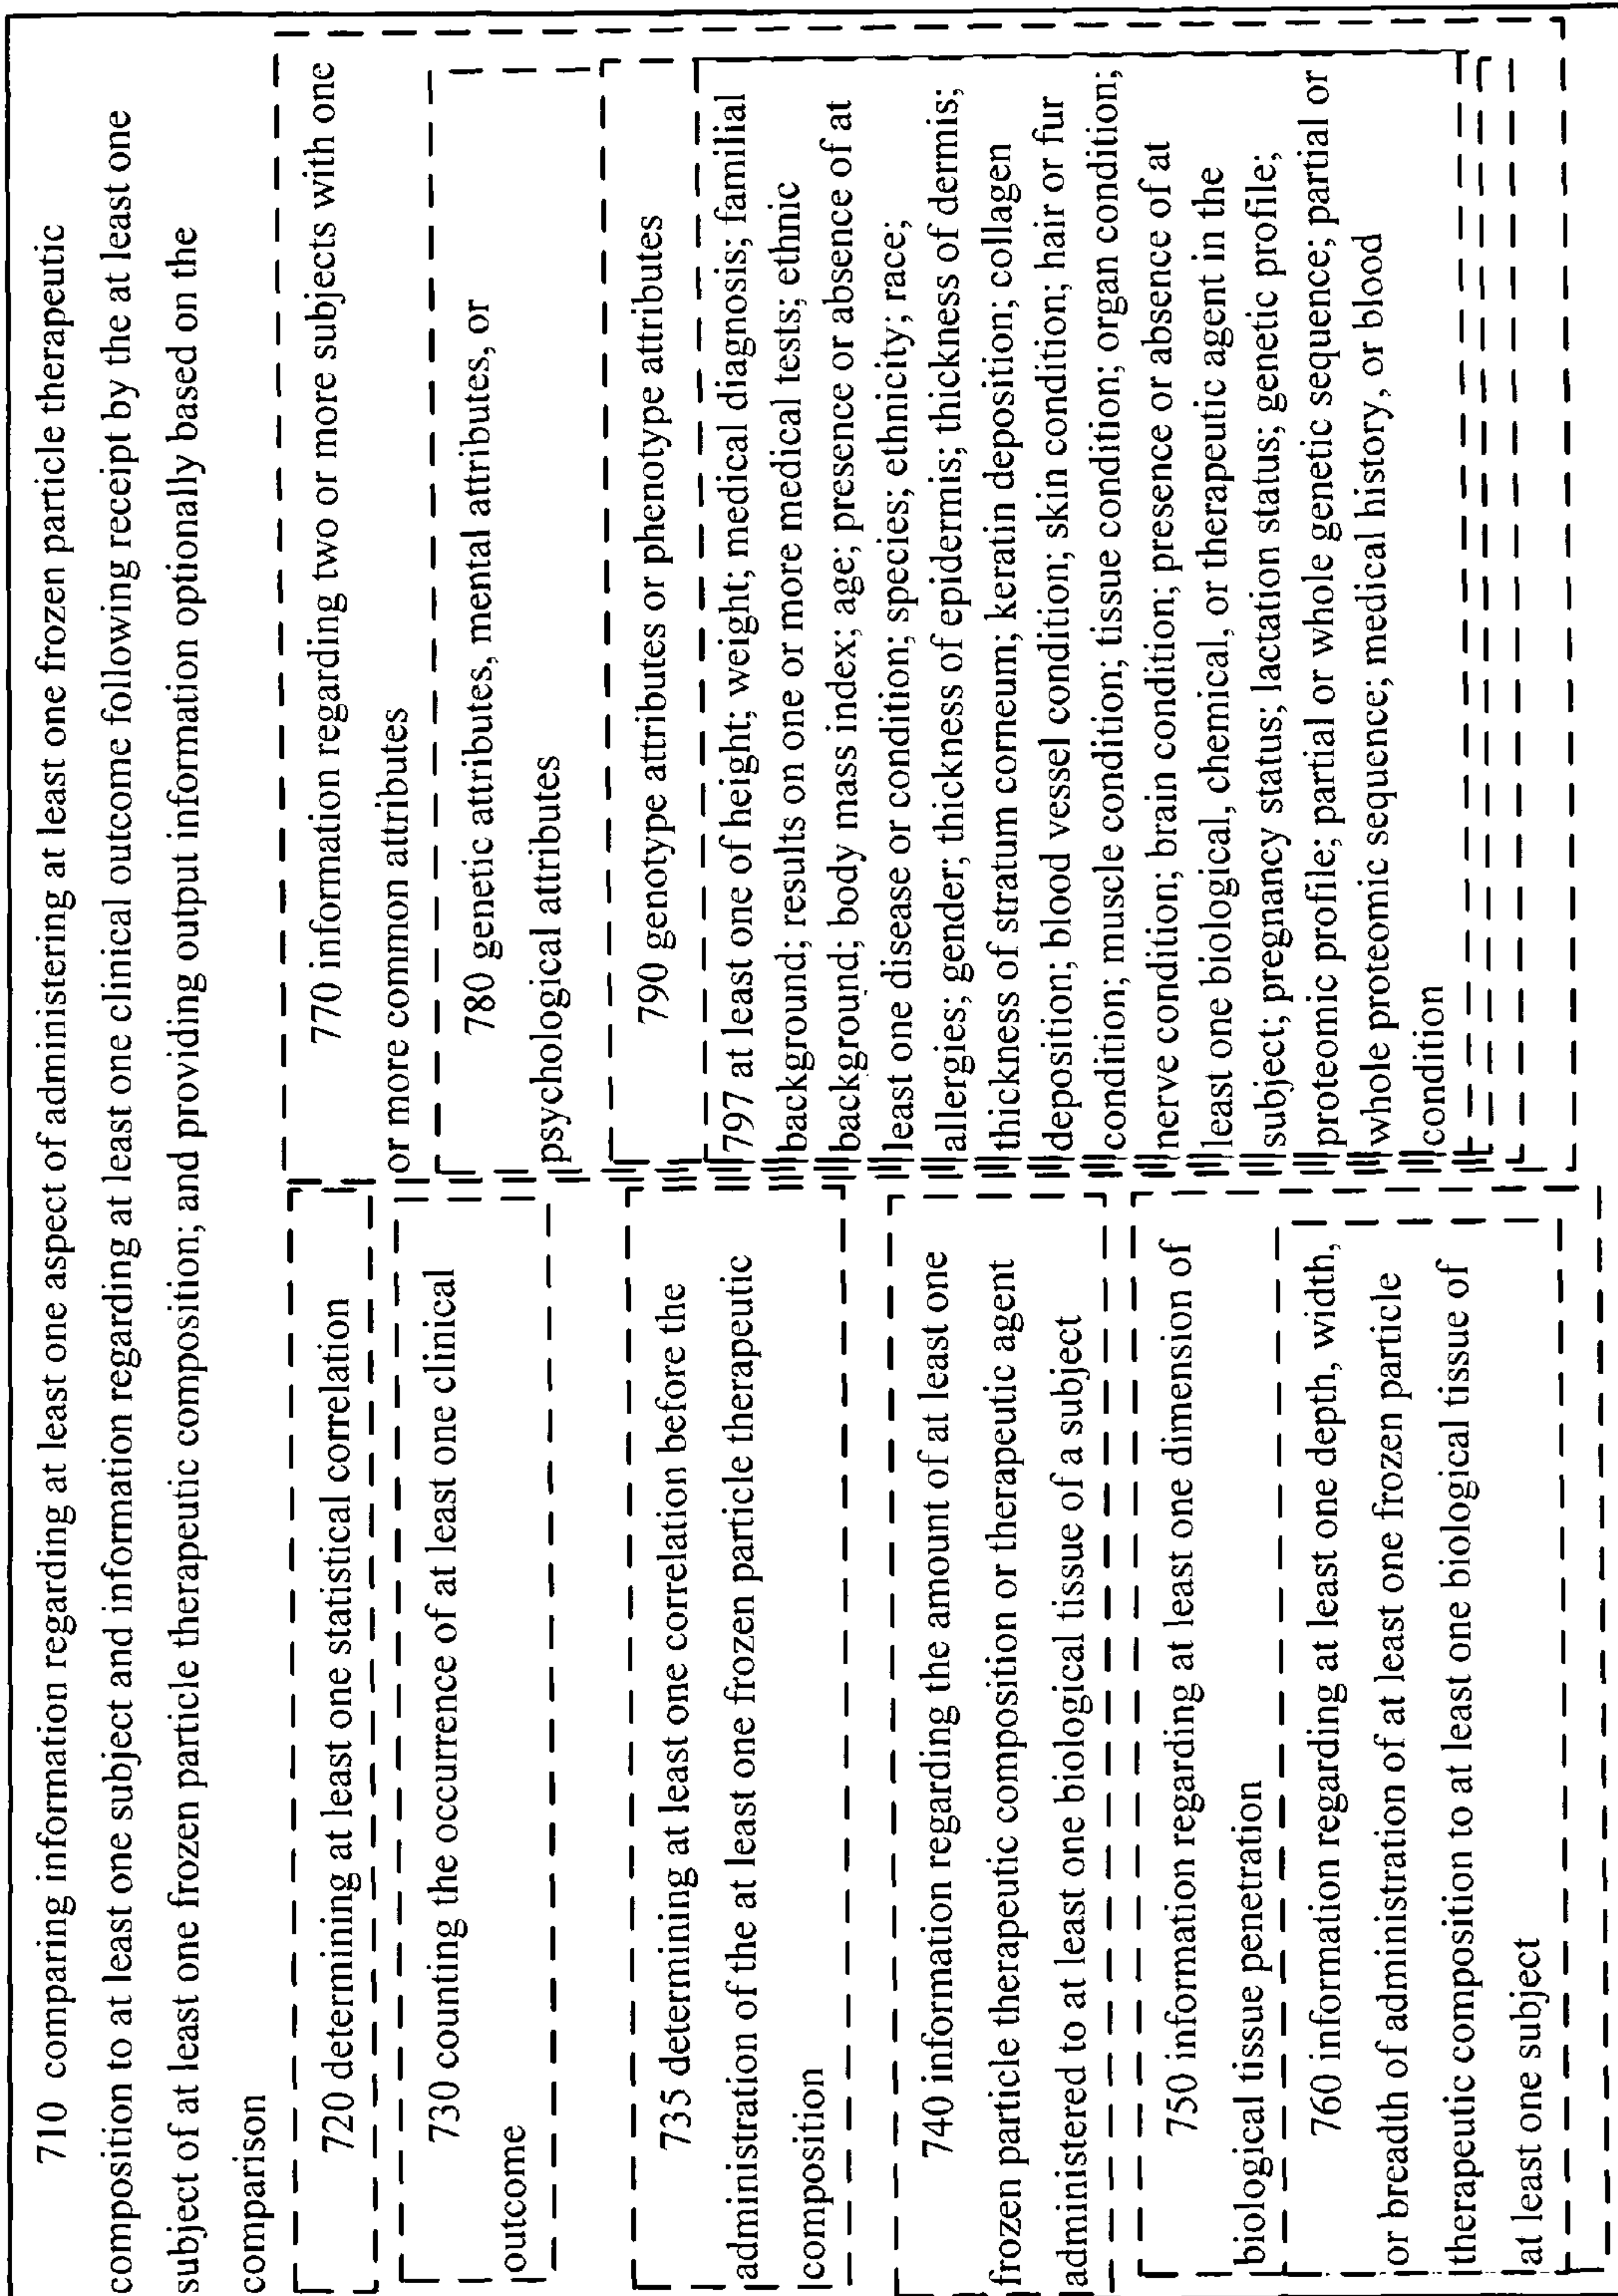 710 comparing information regarding at least one aspect of administering at least one frozen particle therapeutic
composition to at least one subject and information regarding at least one clinical outcome following receipt by the at least one
subject of at least one frozen particle therapeutic composition; and providing output information optionally based on the
comparison
720 determining at least one statistical correlation
730 counting the occurrence of at least one clinical
outcome
735 determining at least one correlation before the
administration of the at least one frozen particle therapeutic
composition
740 information regarding the amount of at least one
frozen particle therapeutic composition or therapeutic agent
administered to at least one biological tissue of a subject
750 information regarding at least one dimension of
biological tissue penetration
760 information regarding at least one depth, width,
or breadth of administration of at least one frozen particle
therapeutic composition to at least one biological tissue of
at least one subject
770 information regarding two or more subjects with one
or more common attributes
780 genetic attributes, mental attributes, or
psychological attributes
790 genotype attributes or phenotype attributes
797 at least one of height; weight; medical diagnosis; familial
background; results on one or more medical tests; ethnic
background; body mass index; age; presence or absence of at
least one disease or condition; species; ethnicity; race;
allergies; gender; thickness of epidermis; thickness of dermis;
thickness of stratum corneum; keratin deposition; collagen
deposition; blood vessel condition; skin condition; hair or fur
condition; muscle condition; tissue condition; organ condition;
nerve condition; brain condition; presence or absence of at
least one biological, chemical, or therapeutic agent in the
subject; pregnancy status; lactation status; genetic profile;
proteomic profile; partial or whole genetic sequence; partial or
whole proteomic sequence; medical history, or blood
condition